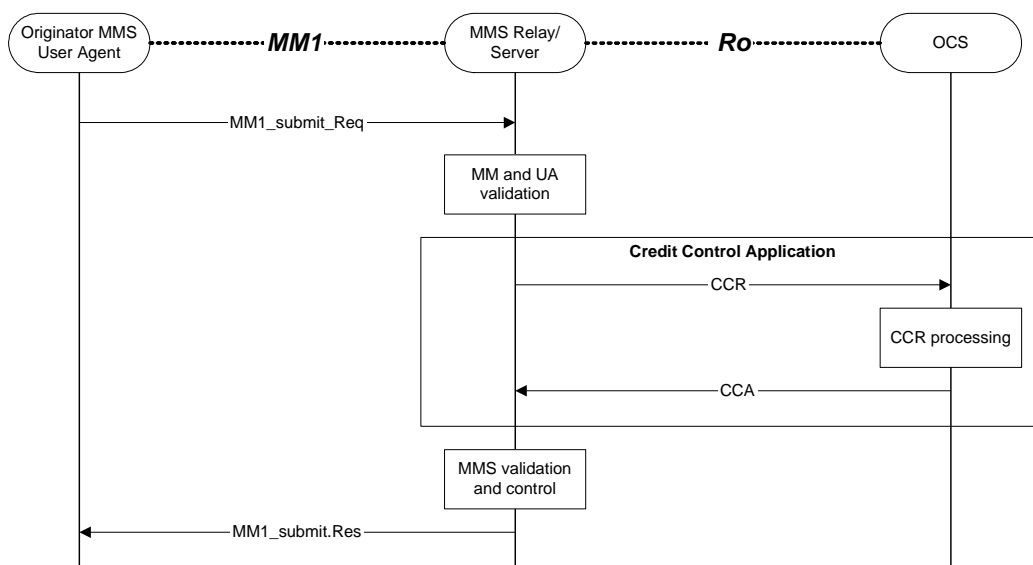 Originator MMS
User Agent
MM1
MMS Relay/
Server
Ro
OCS
MM1_submit_Req
MM and UA
validation
Credit Control Application
CCR
CCR processing
CCA
MMS validation
and control
MM1_submit.Res